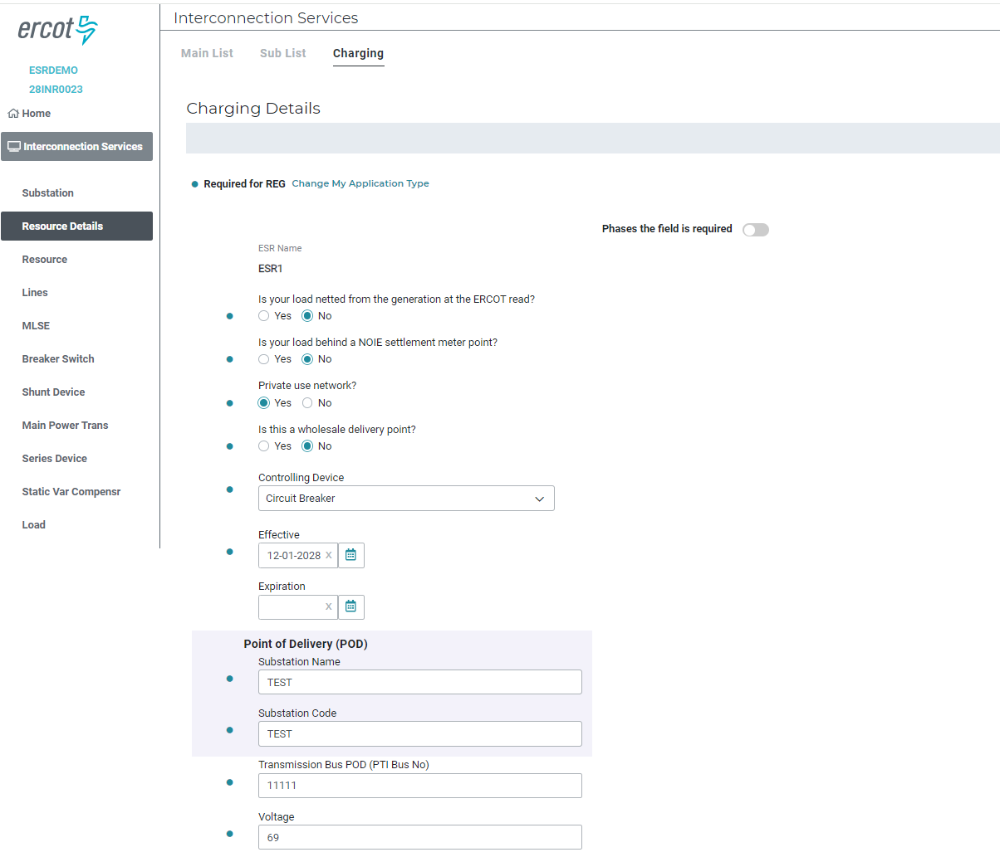 Interconnection Services
ercot
Main List Sub List Charging
ESRDEMO
28INR0023
Home
Interconnection Services
Substation
Resource Details
Resource
Lines
MLSE
Breaker Switch
Shunt Device
Main Power Trans
Series Device
Static Var Compensr
Load
Charging Details
Required for REG Change My Application Type
Phases the field is required
ESR Name
ESR1
Is your load netted from the generation at the ERCOT read?
Yes No
Is your load behind a NOIE settlement meter point?
Yes No
Private use network?
Yes No
Is this a wholesale delivery point?
Yes No
Controlling Device
Circuit Breaker
Effective
12-01-2028 x
Expiration
x
Point of Delivery (POD)
Substation Name
TEST
Substation Code
TEST
Transmission Bus POD (PTI Bus No)
11111
Voltage
69